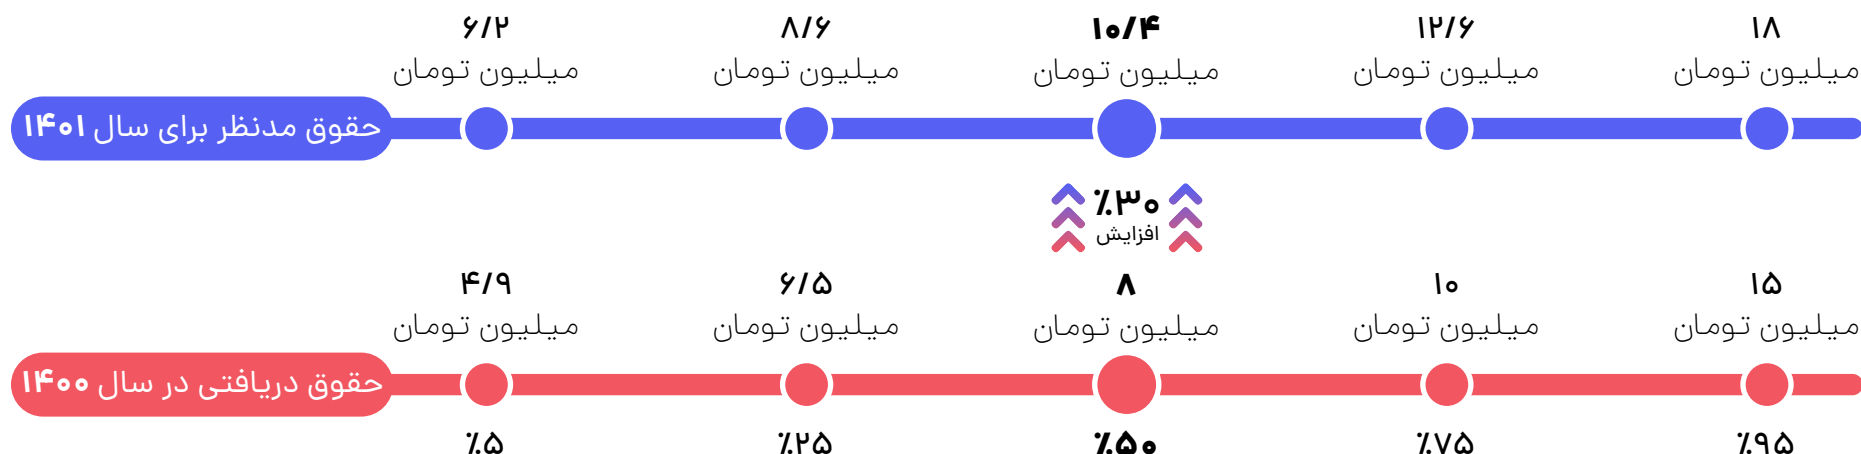 ۶/۲
میلیون تومان
۸/۶
میلیون تومان
۱۰/۴
میلیون تومان
۱۲/۶
میلیون تومان
۱۸
میلیون تومان
حقوق مدنظر برای سال ۱۴۰۱
٪۳۰
افزایش
۴/۹
میلیون تومان
۶/۵
میلیون تومان
۸
میلیون تومان
۱۰
میلیون تومان
۱۵
میلیون تومان
حقوق دریافتی در سال ۱۴۰۰
٪۵
٪۲۵
٪۵۰
٪۷۵
٪۹۵